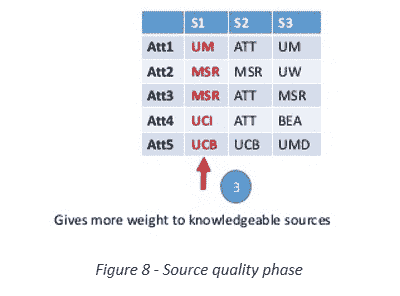 S1 S2 S3
Att1 UM ATT UM
Att2 MSR MSR UW
Att3 MSR ATT MSR
Att4 UCI ATT BEA
Att5 UCB UCB UMD
3
Gives more weight to knowledgeable sources
Figure 8 - Source quality phase